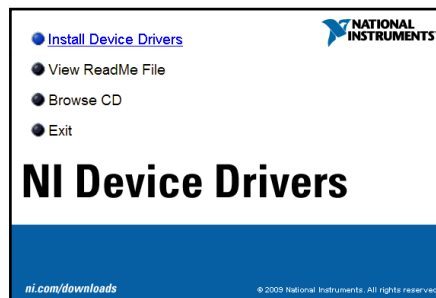 NATIONAL
INSTRUMENTS
Install Device Drivers
View ReadMe File
Browse CD
Exit
NI Device Drivers
ni.com/downloads
© 2009 National Instruments. All rights reserved